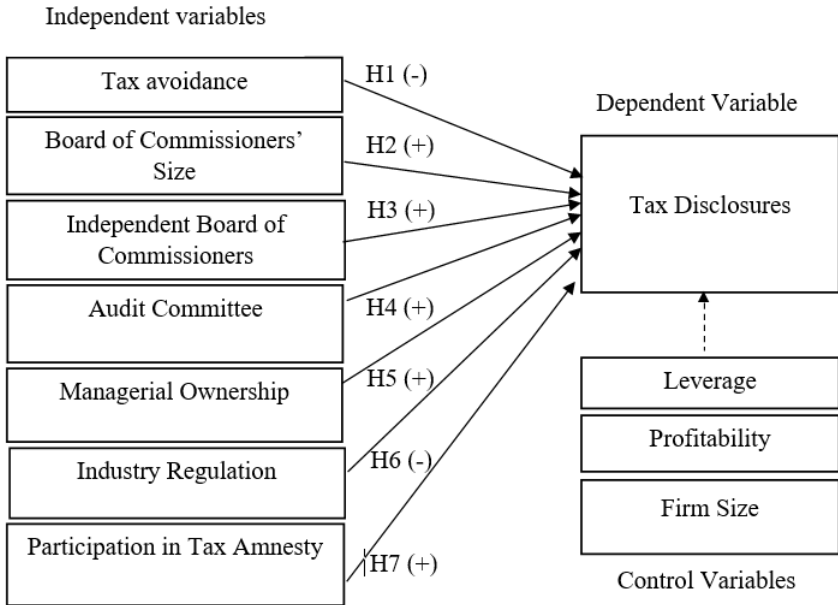 Independent variables
Tax avoidance
Board of Commissioners’
Size
Independent Board of
Commissioners
Audit Committee
Managerial Ownership
Industry Regulation
Participation in Tax Amnesty
H1 (-)
H2 (+)
H3 (+)
H4 (+)
H5 (+)
H6 (-)
H7 (+)
Dependent Variable
Tax Disclosures
Leverage
Profitability
Firm Size
Control Variables